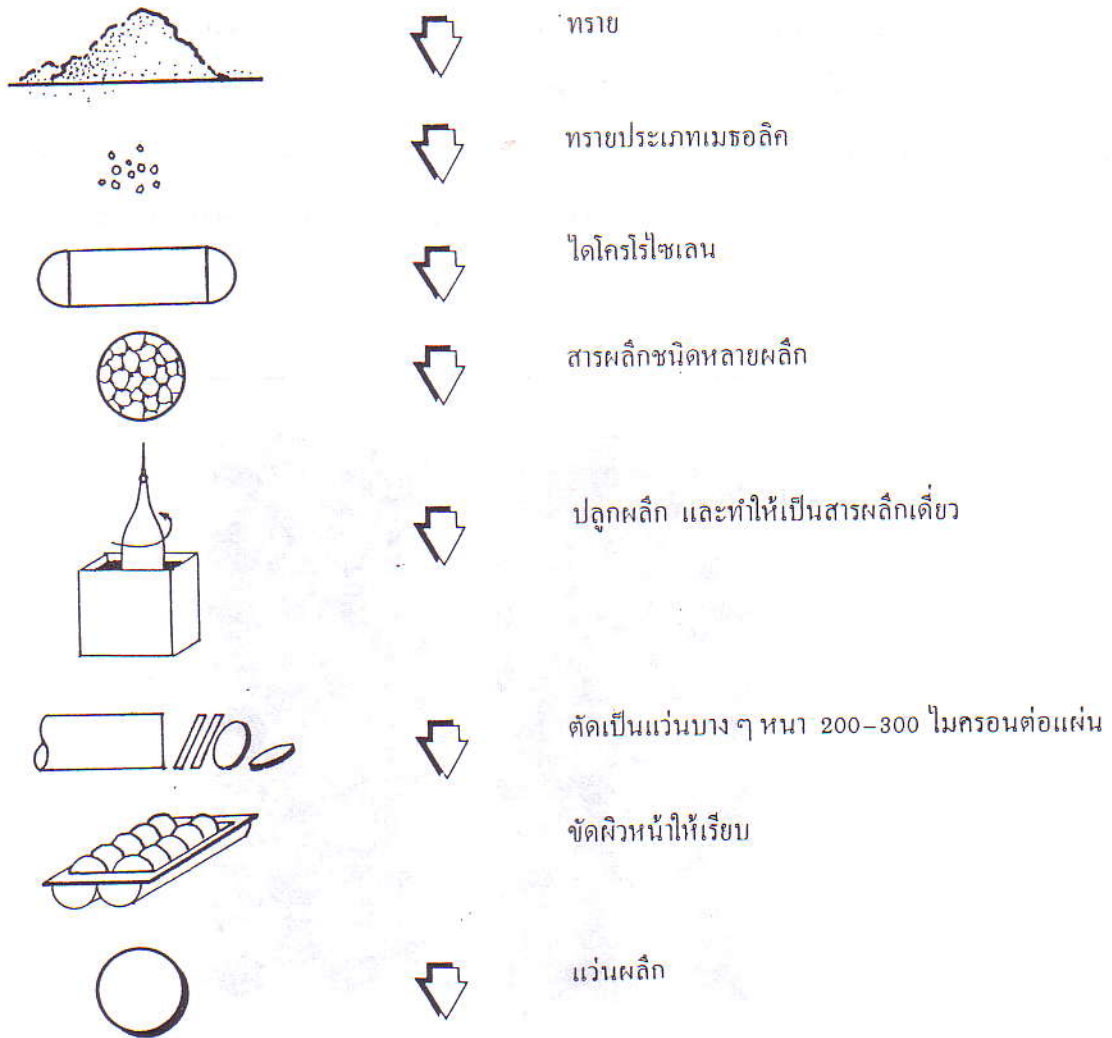 ทราย
ทรายประเภทเมธอลิค
ไดโครโรไซเลน
สารผลึกชนิดหลายผลึก
ปลูกผลึก และทำให้เป็นสารผลึกเดี่ยว
ตัดเป็นแว่นบาง ๆ หนา 200-300 ไมครอนต่อแผ่น
ขัดผิวหน้าให้เรียบ
แว่นผลึก